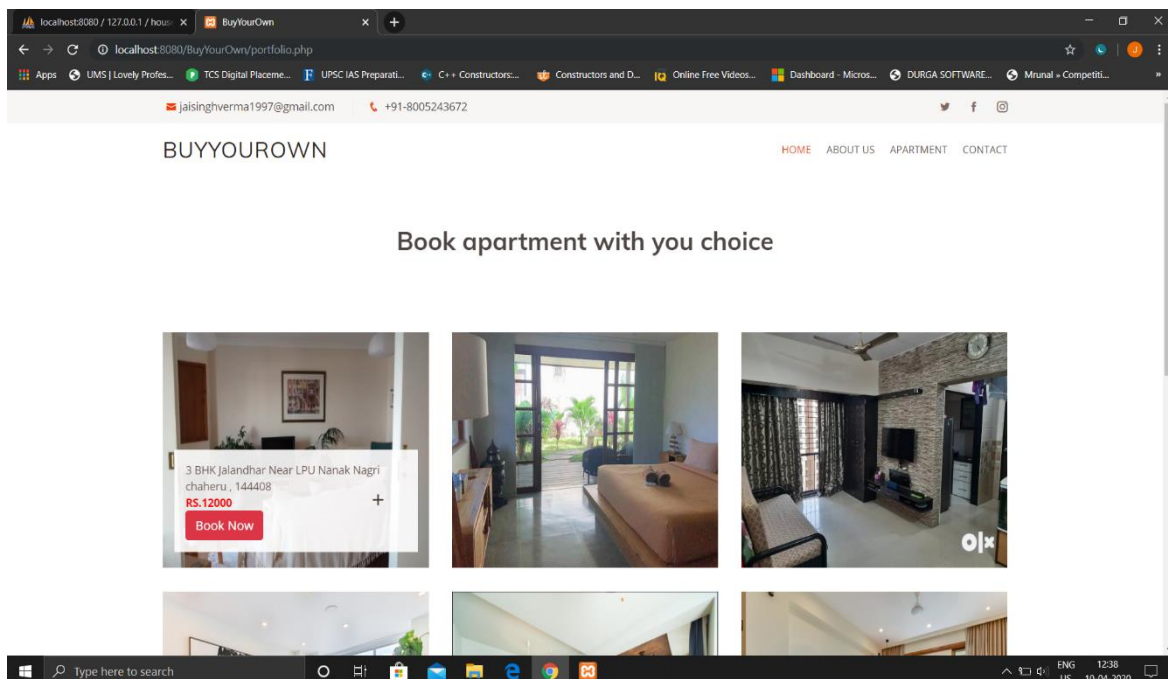 localhost:8080 / 127.0.0.1 / hous
BuyYourOwn
localhost:8080/BuyYourOwn/portfolio.php
Apps
UMS | Lovely Profes...
TCS Digital Placeme...
UPSC IAS Preparati...
C++ Constructors:...
Constructors and D...
Online Free Videos...
Dashboard - Micros...
DURGA SOFTWARE...
Mrunal » Competiti...
»
jaisinghverma1997@gmail.com
+91-8005243672
BUYYOUROWN
HOME ABOUT US APARTMENT CONTACT
Book apartment with you choice
3 BHK Jalandhar Near LPU Nanak Nagri
chaheru , 144408
RS.12000
+
Book Now
olx
Type here to search
ENG 12:38
US 10-04-2020